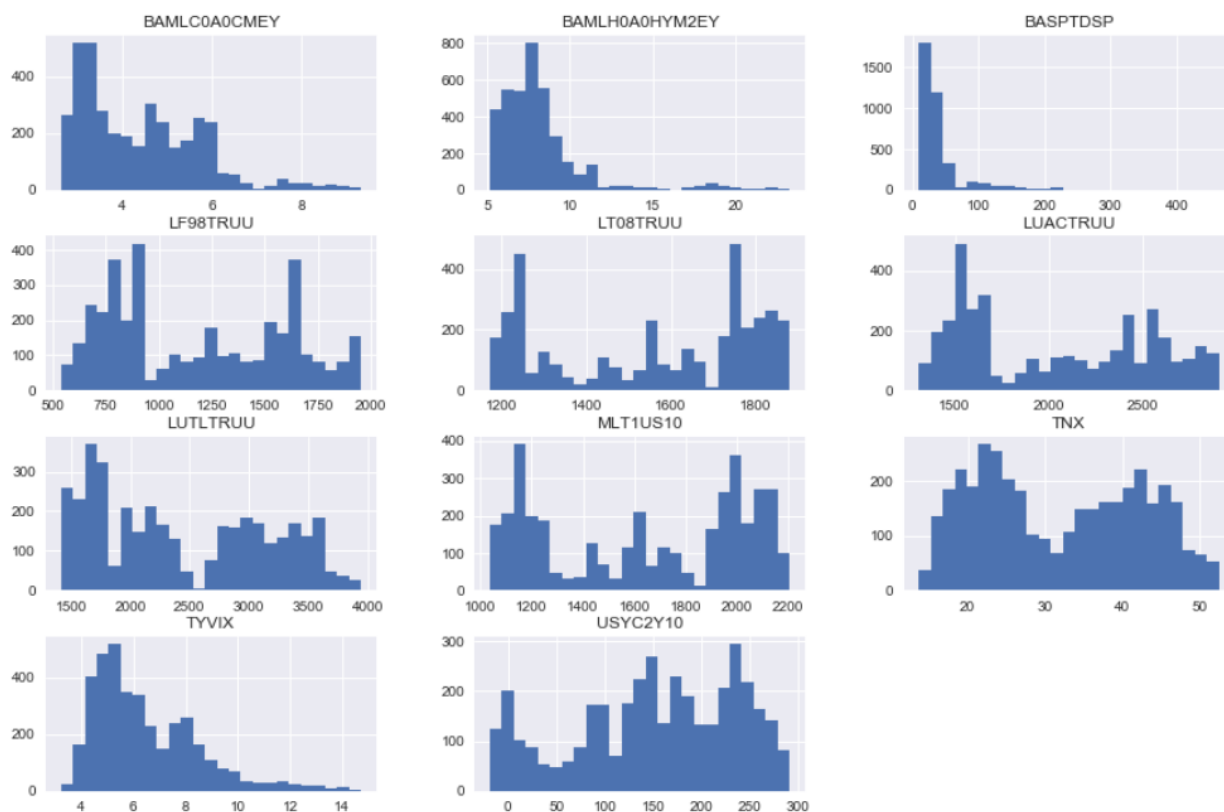 BAMLC0A0CMEY BAMLH0A0HYM2EY BASPTDSP
400 800 1500
200 600 1000
0 400 500
200 0
0
4 6 8 5 10 15 20 0 100 200 300 400
LF98TRUU LT08TRUU LUACTRUU
400 400 400
300 200 200
200 0 0
100
0
500 750 1000 1250 1500 1750 2000 1200 1400 1600 1800 1500 2000 2500
LUTLTRUU MLT1US10 TNX
300 400 200
200 300 100
100 200 0
0 100
0
1500 2000 2500 3000 3500 4000 1000 1200 1400 1600 1800 2000 2200 20 30 40 50
TYVIX USYC2Y10
400 300
200 200
0 100
0
4 6 8 10 12 14 0 50 100 150 200 250 300